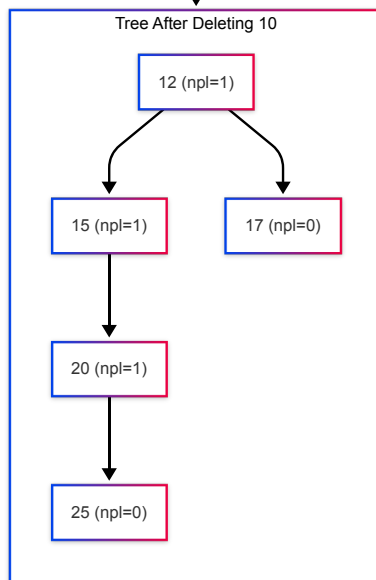 Tree After Deleting 10
12 (npl=1)
15 (npl=1)
17 (npl=0)
20 (npl=1)
25 (npl=0)